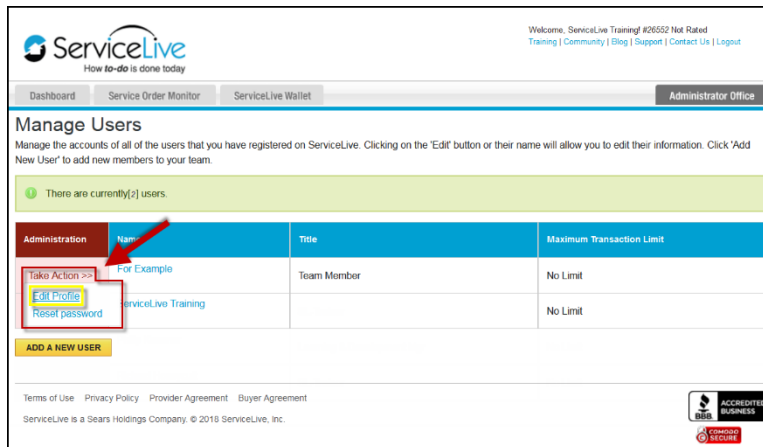 Welcome, ServiceLive Training! #26552 Not Rated
Training | Community | Blog | Support | Contact Us | Logout
ServiceLive
How to-do is done today
Dashboard Service Order Monitor ServiceLive Wallet Administrator Office
Manage Users
Manage the accounts of all of the users that you have registered on ServiceLive. Clicking on the 'Edit' button or their name will allow you to edit their information. Click 'Add
New User' to add new members to your team.
There are currently[2] users.
Administration Title Maximum Transaction Limit
Take Action >> For Example Team Member No Limit
Edit Profile
Reset password ServiceLive Training No Limit
ADD A NEW USER
Terms of Use Privacy Policy Provider Agreement Buyer Agreement
ServiceLive is a Sears Holdings Company. © 2018 ServiceLive, Inc.
BBB. ACCREDITED
BUSINESS
COMODO
SECURE